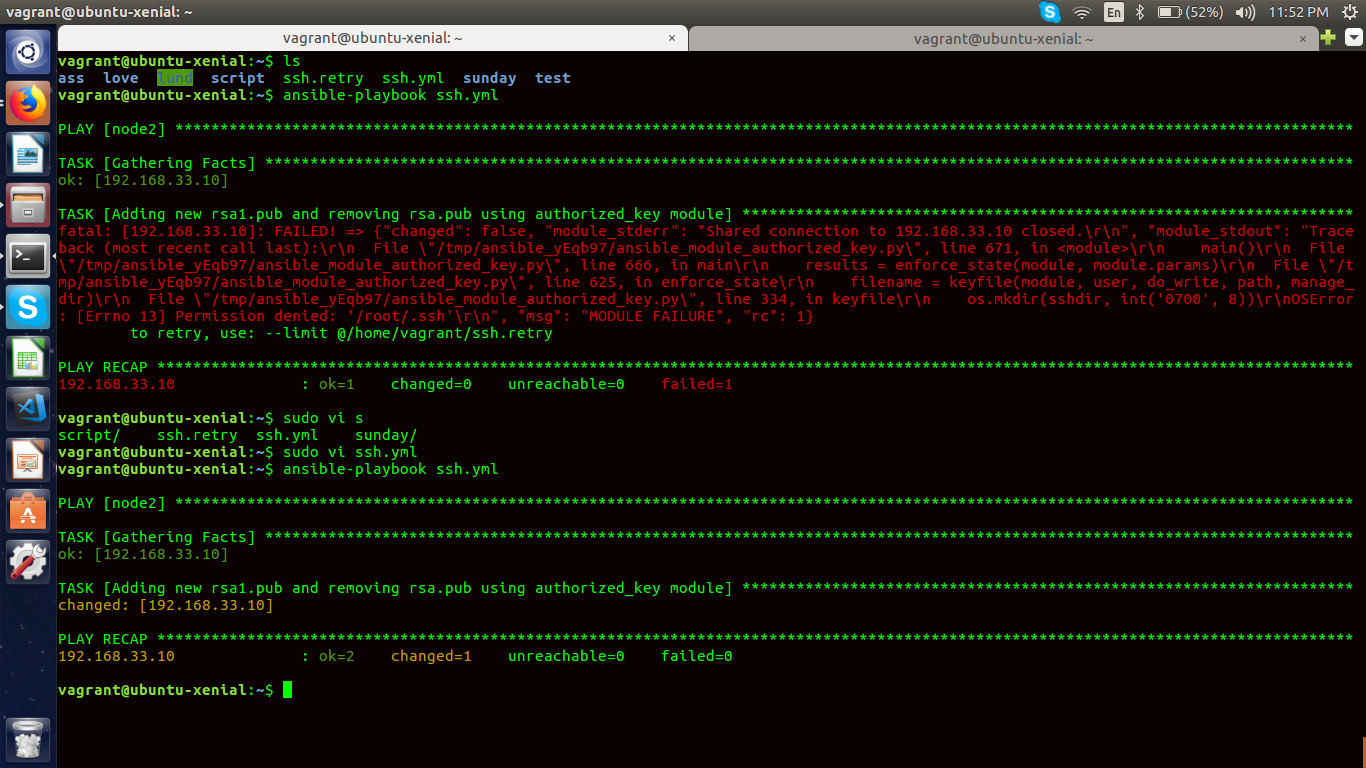 vagrant@ubuntu-xenial: ~
En
(52%)
11:52 PM
vagrant@ubuntu-xenial: ~ ×
vagrant@ubuntu-xenial: ~ ×
vagrant@ubuntu-xenial:~$ ls
ass love lund script ssh.retry ssh.yml sunday test
vagrant@ubuntu-xenial:~$ ansible-playbook ssh.yml
PLAY [node2] ***********************************************************************************************************************************
TASK [Gathering Facts] *************************************************************************************************************************
ok: [192.168.33.10]
TASK [Adding new rsa1.pub and removing rsa.pub using authorized_key module] ********************************************************************
fatal: [192.168.33.10]: FAILED! => {"changed": false, "module_stderr": "Shared connection to 192.168.33.10 closed.\r\n", "module_stdout": "Trace
back (most recent call last):\r\n  File \"/tmp/ansible_yEqb97/ansible_module_authorized_key.py\", line 671, in <module>\r\n    main()\r\n  File
\"/tmp/ansible_yEqb97/ansible_module_authorized_key.py\", line 666, in main\r\n    results = enforce_state(module, module.params)\r\n  File \"/t
mp/ansible_yEqb97/ansible_module_authorized_key.py\", line 625, in enforce_state\r\n    filename = keyfile(module, user, do_write, path, manage_
dir)\r\n  File \"/tmp/ansible_yEqb97/ansible_module_authorized_key.py\", line 334, in keyfile\r\n    os.mkdir(sshdir, int('0700', 8))\r\nOSError
: [Errno 13] Permission denied: '/root/.ssh'\r\n", "msg": "MODULE FAILURE", "rc": 1}
to retry, use: --limit @/home/vagrant/ssh.retry
PLAY RECAP *************************************************************************************************************************************
192.168.33.10 : ok=1 changed=0 unreachable=0 failed=1
vagrant@ubuntu-xenial:~$ sudo vi s
script/ ssh.retry ssh.yml sunday/
vagrant@ubuntu-xenial:~$ sudo vi ssh.yml
vagrant@ubuntu-xenial:~$ ansible-playbook ssh.yml
PLAY [node2] ***********************************************************************************************************************************
TASK [Gathering Facts] *************************************************************************************************************************
ok: [192.168.33.10]
TASK [Adding new rsa1.pub and removing rsa.pub using authorized_key module] ********************************************************************
changed: [192.168.33.10]
PLAY RECAP *************************************************************************************************************************************
192.168.33.10 : ok=2 changed=1 unreachable=0 failed=0
vagrant@ubuntu-xenial:~$